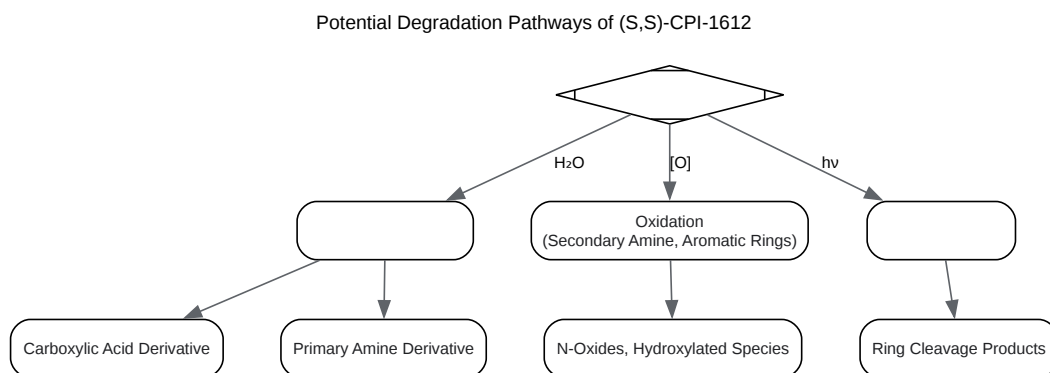 Potential Degradation Pathways of (S,S)-CPI-1612
H₂O
[O]
hν
Oxidation
(Secondary Amine, Aromatic Rings)
Carboxylic Acid Derivative
Primary Amine Derivative
N-Oxides, Hydroxylated Species
Ring Cleavage Products